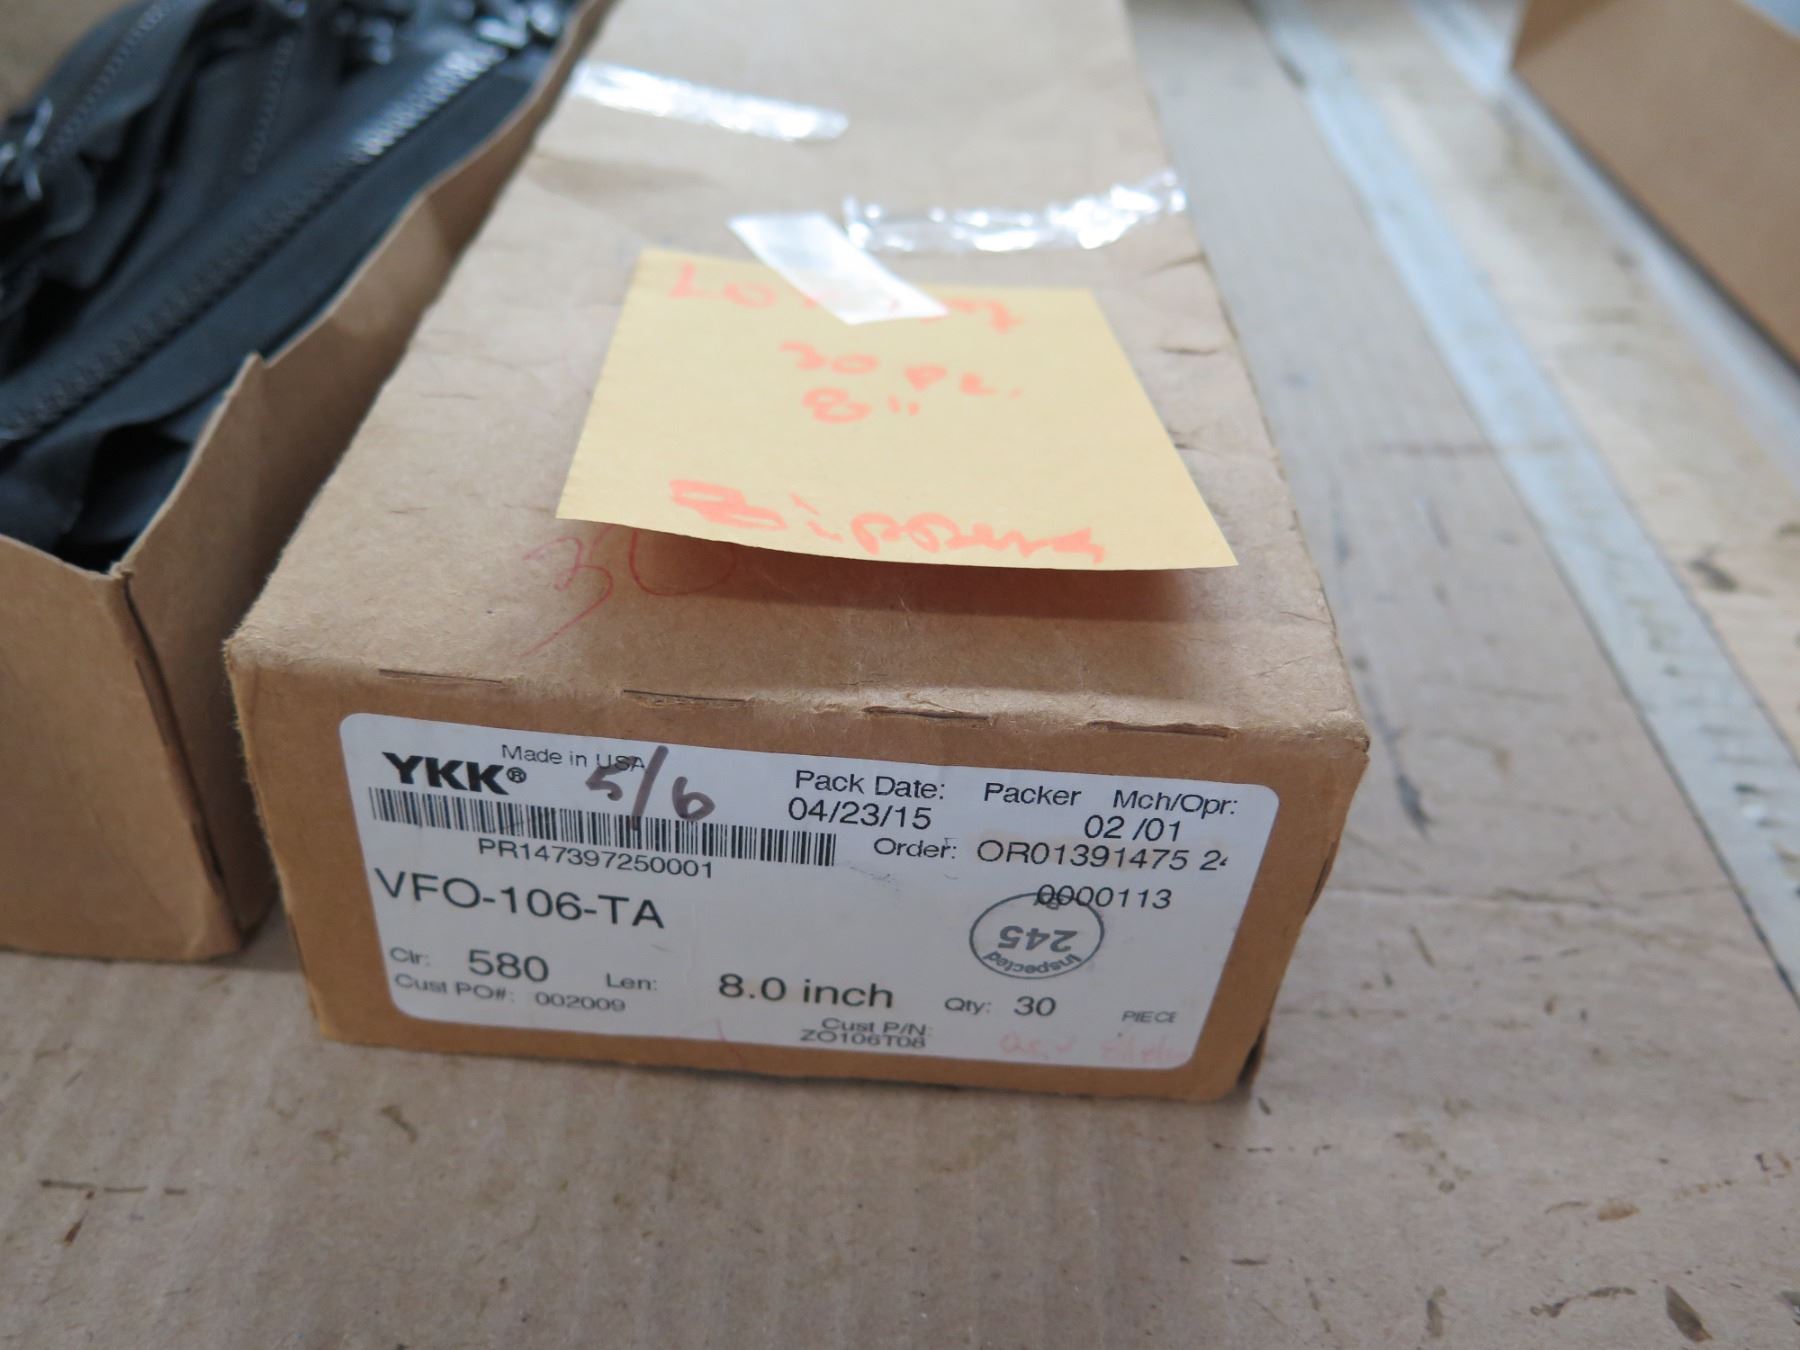 30 PC.
8"
Zippers
30
Made in USA
YKK®
5/6
Pack Date: Packer Mch/Opr:
04/23/15 02 /01
PR147397250001
Order: OR01391475
0000113
VFO-106-TA
Inspected
245
Clr: 580 Len: 8.0 inch Qty: 30 PIECE
Cust PO#: 002009
Cust P/N:
ZO106T08